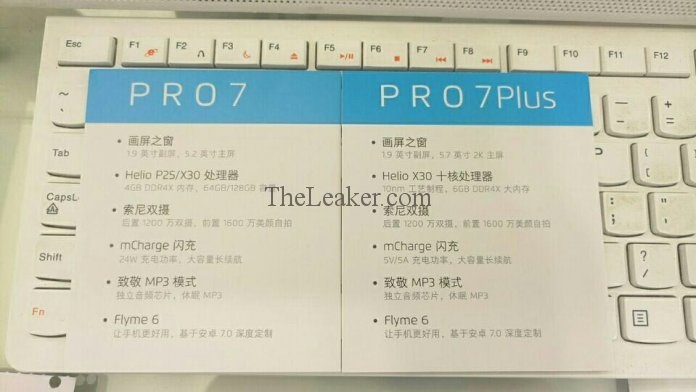 Esc
F1
F2
F3
F4
F5
F6
F7
F8
F9
F10
F11
F12
PRO 7
画屏之窗
1.9 英寸副屏，5.2 英寸主屏
Helio P25/X30 处理器
4GB DDR4X 内存，64GB/128GB
索尼双摄
后置 1200 万双摄，前置 1600 万美颜自拍
mCharge 闪充
24W 充电功率，大容量长续航
致敬 MP3 模式
独立音频芯片，休眠 MP3
Flyme 6
让手机更好用，基于安卓 7.0 深度定制
PRO 7 Plus
画屏之窗
1.9 英寸副屏，5.7 英寸 2K 主屏
Helio X30 十核处理器
10nm 工艺制程，6GB DDR4X 大内存
索尼双摄
后置 1200 万双摄，前置 1600 万美颜自拍
mCharge 闪充
5V/5A 充电功率，大容量长续航
致敬 MP3 模式
独立音频芯片，休眠 MP3
Flyme 6
让手机更好用，基于安卓 7.0 深度定制
TheLeaker.com
Tab
CapsL
Shift
Fn